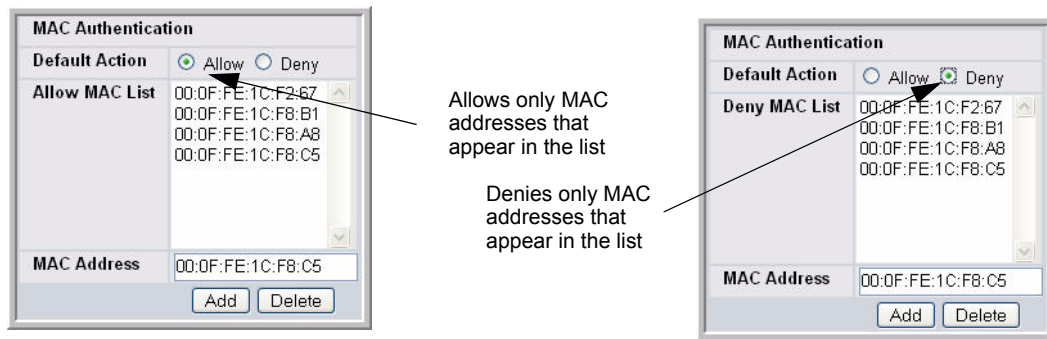 MAC Authentication
Default Action Allow Deny
Allow MAC List 00:0F:FE:1C:F2:67
00:0F:FE:1C:F8:B1
00:0F:FE:1C:F8:A8
00:0F:FE:1C:F8:C5
MAC Address 00:0F:FE:1C:F8:C5
Add Delete
Allows only MAC
addresses that
appear in the list
Denies only MAC
addresses that
appear in the list
MAC Authentication
Default Action Allow Deny
Deny MAC List 00:0F:FE:1C:F2:67
00:0F:FE:1C:F8:B1
00:0F:FE:1C:F8:A8
00:0F:FE:1C:F8:C5
MAC Address 00:0F:FE:1C:F8:C5
Add Delete